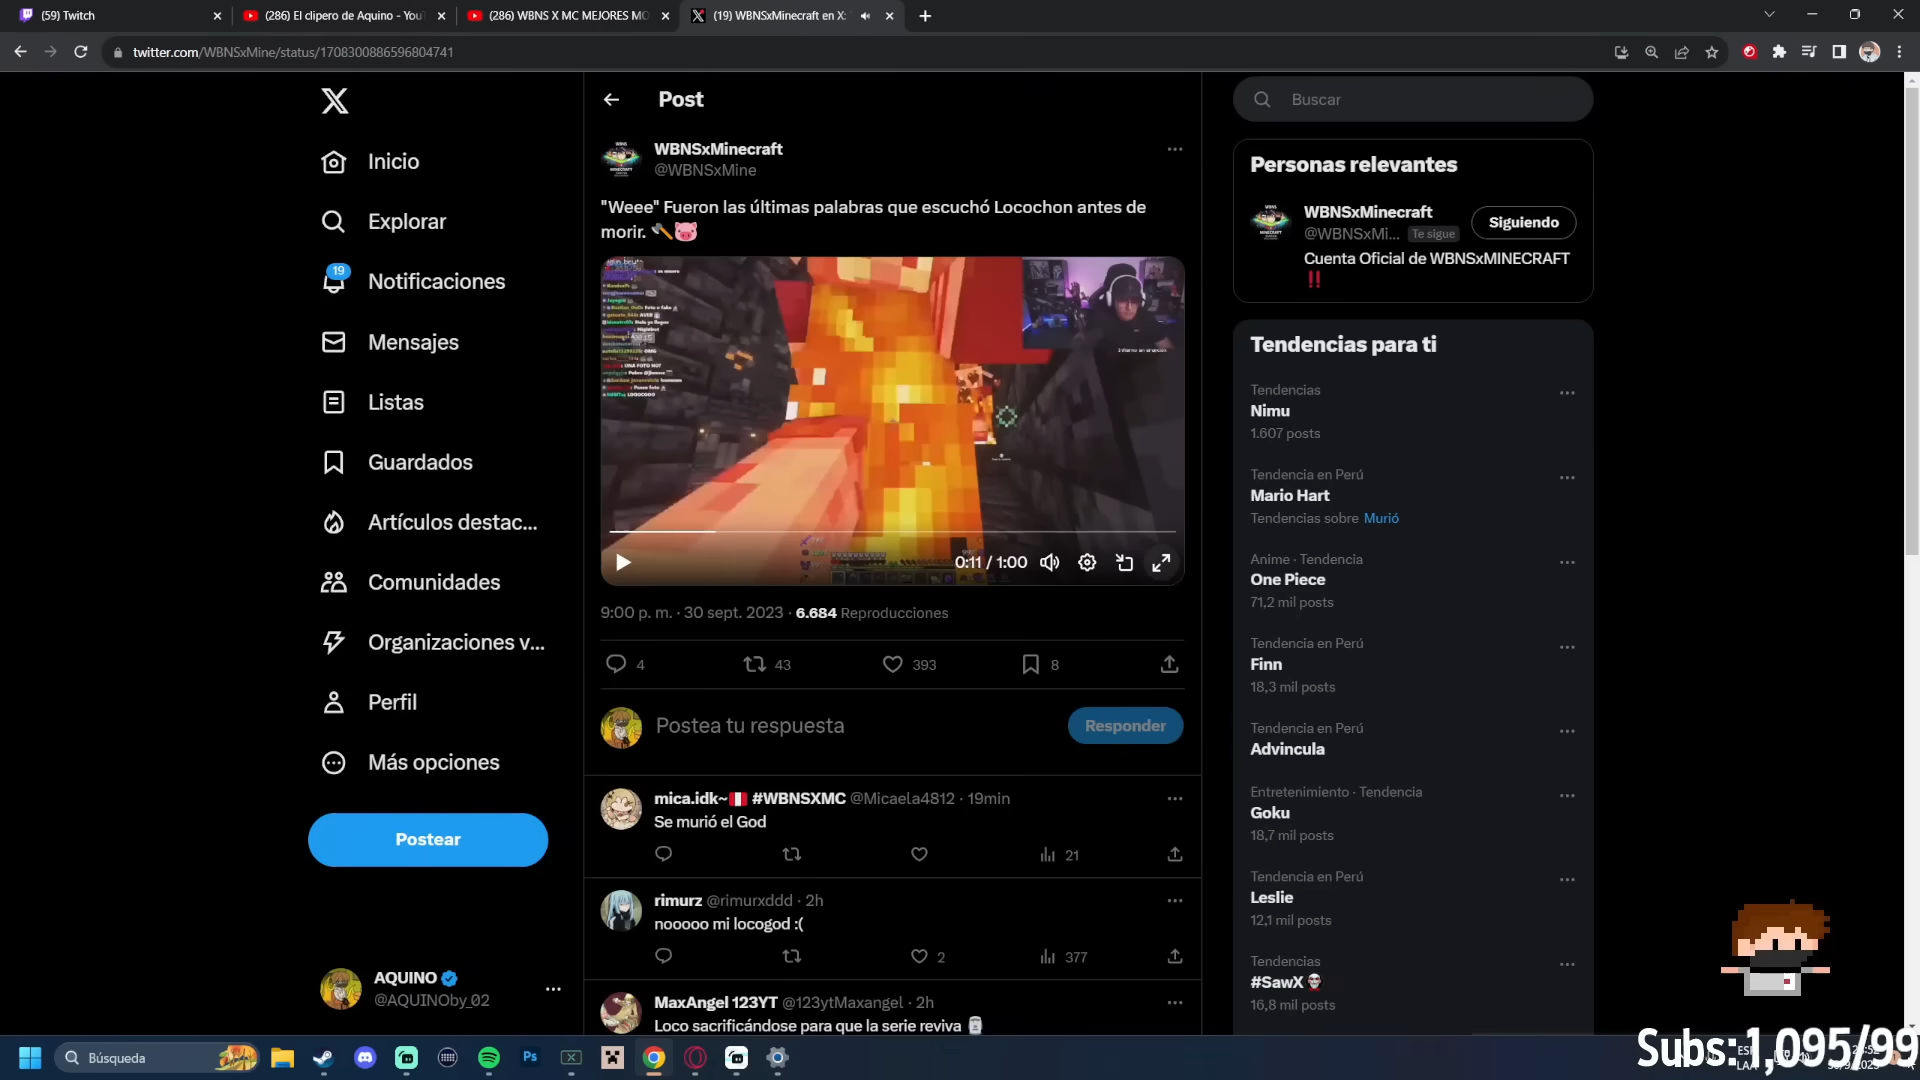 (59) Twitch
(286) El clipero de Aquino - You
(286) WBNS X MC MEJORES MO
(19) WBNSxMinecraft en X:
twitter.com/WBNSxMine/status/1708300886596804741
Inicio
Explorar
19
Notificaciones
Mensajes
Listas
Guardados
Artículos destac...
Comunidades
Organizaciones v...
Perfil
Más opciones
Postear
AQUINO
@AQUINOby_02
Post
WBNSxMinecraft
@WBNSxMine
"Weee" Fueron las últimas palabras que escuchó Locochon antes de
morir. 🪓🐷
0:11 / 1:00
9:00 p. m. · 30 sept. 2023 · 6.684 Reproducciones
4
43
393
8
Postea tu respuesta
Responder
mica.idk~🇵🇪 #WBNSXMC @Micaela4812 · 19min
Se murió el God
21
rimurz @rimurxddd · 2h
nooooo mi locogod :(
2
377
MaxAngel 123YT @123ytMaxangel · 2h
Loco sacrificándose para que la serie reviva 🗿
Buscar
Personas relevantes
WBNSxMinecraft
@WBNSxMi... Te sigue
Siguiendo
Cuenta Oficial de WBNSxMINECRAFT
‼️
Tendencias para ti
Tendencias
Nimu
1.607 posts
Tendencia en Perú
Mario Hart
Tendencias sobre Murió
Anime · Tendencia
One Piece
71,2 mil posts
Tendencia en Perú
Finn
18,3 mil posts
Tendencia en Perú
Advincula
Entretenimiento · Tendencia
Goku
18,7 mil posts
Tendencia en Perú
Leslie
12,1 mil posts
Tendencias
#SawX
16,8 mil posts
Búsqueda
Ps
Subs: 1,095/99